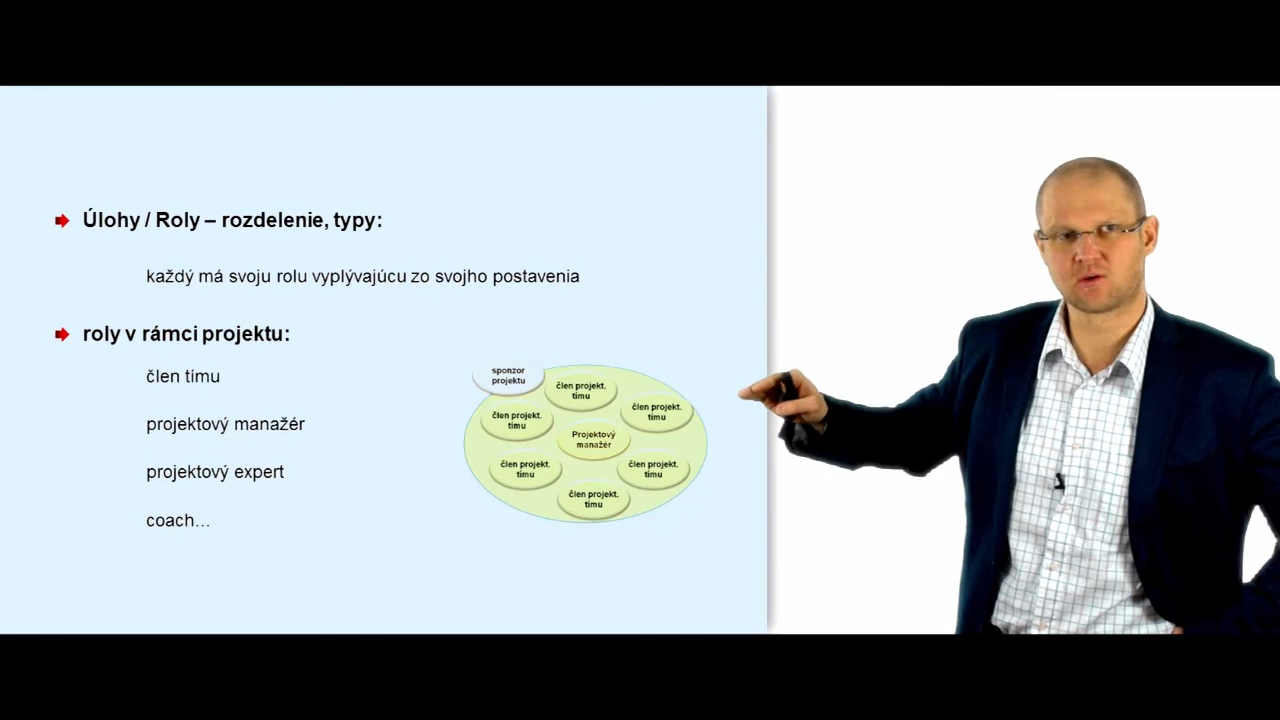 Úlohy / Roly – rozdelenie, typy:
každý má svoju rolu vyplývajúcu zo svojho postavenia
roly v rámci projektu:
člen tímu
projektový manažér
projektový expert
coach...
sponzor
projektu
člen projekt.
tímu
člen projekt.
tímu
člen projekt.
tímu
Projektový
manažér
člen projekt.
tímu
člen projekt.
tímu
člen projekt.
tímu